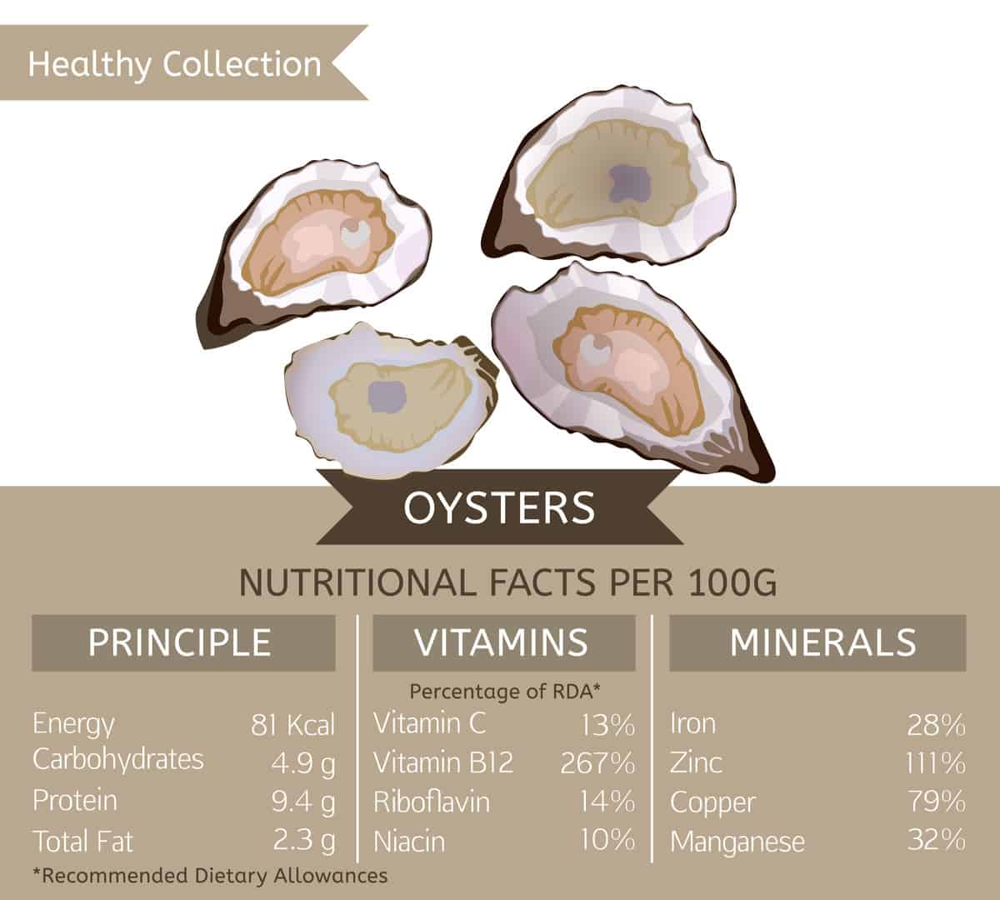 Healthy Collection
OYSTERS
NUTRITIONAL FACTS PER 100G
PRINCIPLE
Energy 81 Kcal
Carbohydrates 4.9 g
Protein 9.4 g
Total Fat 2.3 g
VITAMINS
Percentage of RDA*
Vitamin C 13%
Vitamin B12 267%
Riboflavin 14%
Niacin 10%
MINERALS
Iron 28%
Zinc 111%
Copper 79%
Manganese 32%
*Recommended Dietary Allowances